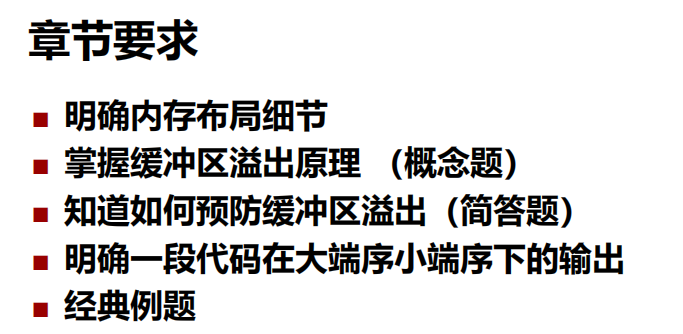 章节要求
明确内存布局细节
掌握缓冲区溢出原理 （概念题）
知道如何预防缓冲区溢出（简答题）
明确一段代码在大端序小端序下的输出
经典例题